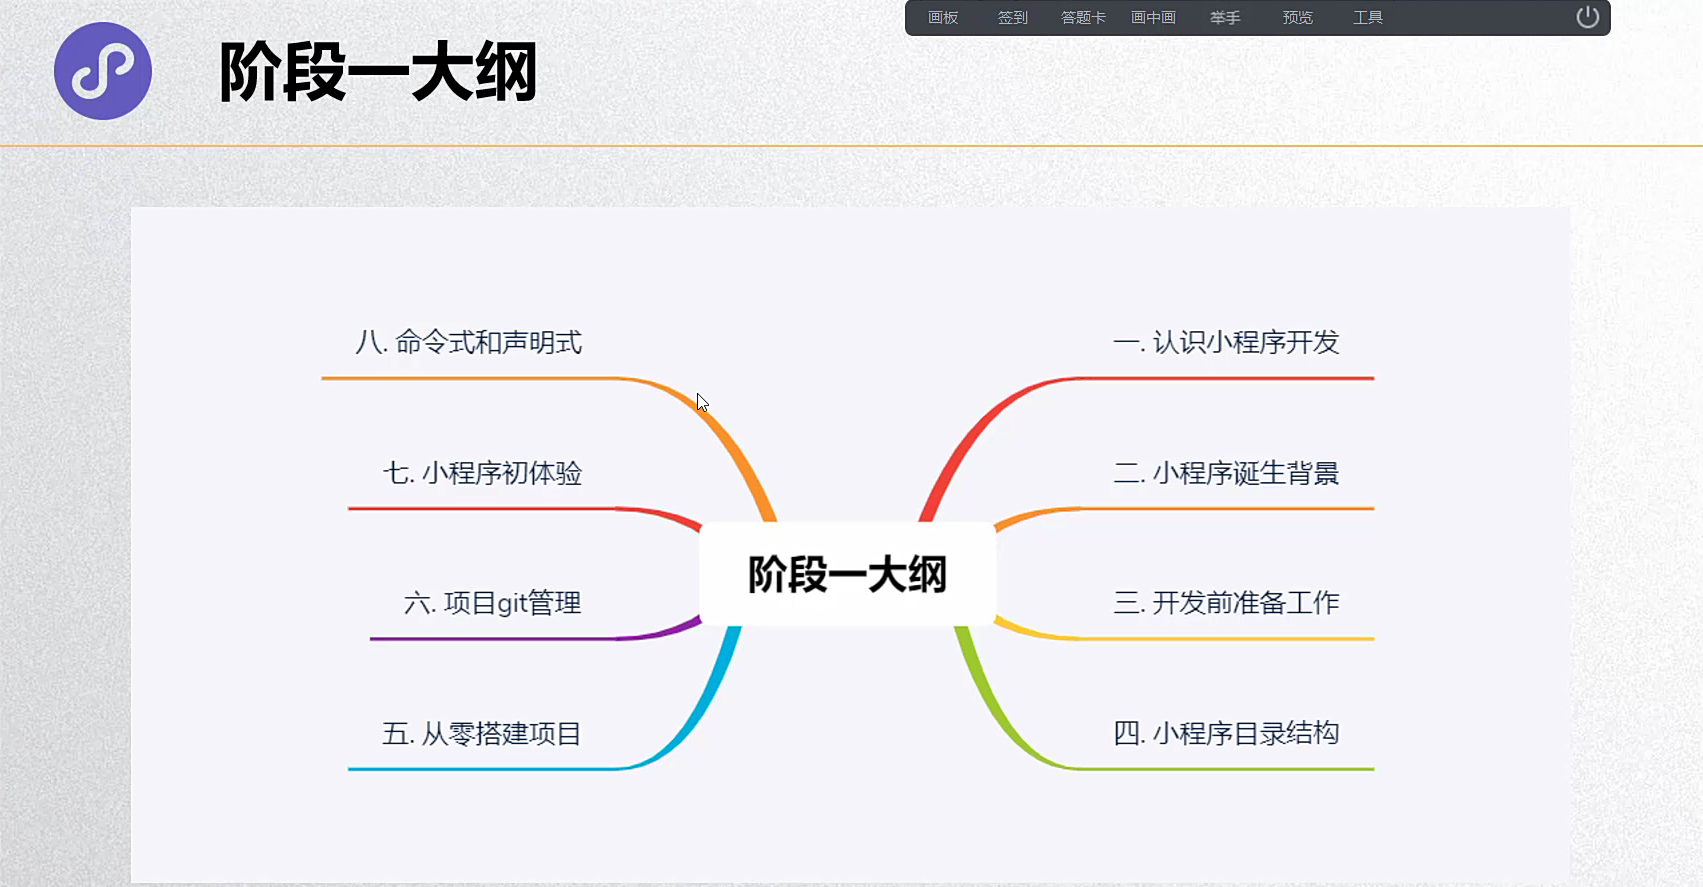 画板 签到 答题卡 画中画 举手 预览 工具
阶段一大纲
八. 命令式和声明式
七. 小程序初体验
六. 项目git管理
五. 从零搭建项目
阶段一大纲
一. 认识小程序开发
二. 小程序诞生背景
三. 开发前准备工作
四. 小程序目录结构